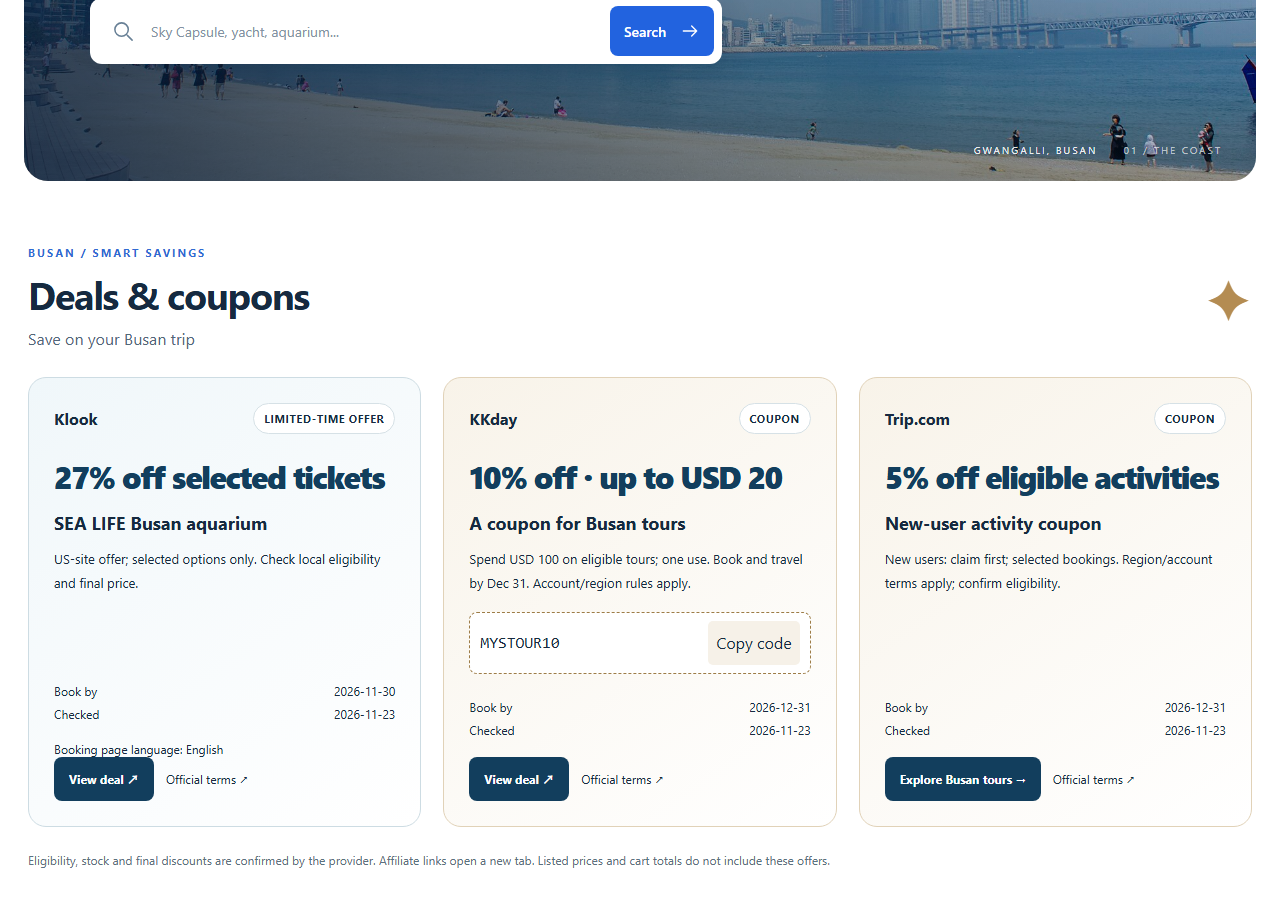 Sky Capsule, yacht, aquarium...
Search →
GWANGALLI, BUSAN 01 / THE COAST
BUSAN / SMART SAVINGS
Deals & coupons
Save on your Busan trip
Klook
LIMITED-TIME OFFER
27% off selected tickets
SEA LIFE Busan aquarium
US-site offer; selected options only. Check local eligibility
and final price.
Book by 2026-11-30
Checked 2026-11-23
Booking page language: English
View deal ↗ Official terms ↗
KKday
COUPON
10% off · up to USD 20
A coupon for Busan tours
Spend USD 100 on eligible tours; one use. Book and travel
by Dec 31. Account/region rules apply.
MYSTOUR10 Copy code
Book by 2026-12-31
Checked 2026-11-23
View deal ↗ Official terms ↗
Trip.com
COUPON
5% off eligible activities
New-user activity coupon
New users: claim first; selected bookings. Region/account
terms apply; confirm eligibility.
Book by 2026-12-31
Checked 2026-11-23
Explore Busan tours → Official terms ↗
Eligibility, stock and final discounts are confirmed by the provider. Affiliate links open a new tab. Listed prices and cart totals do not include these offers.